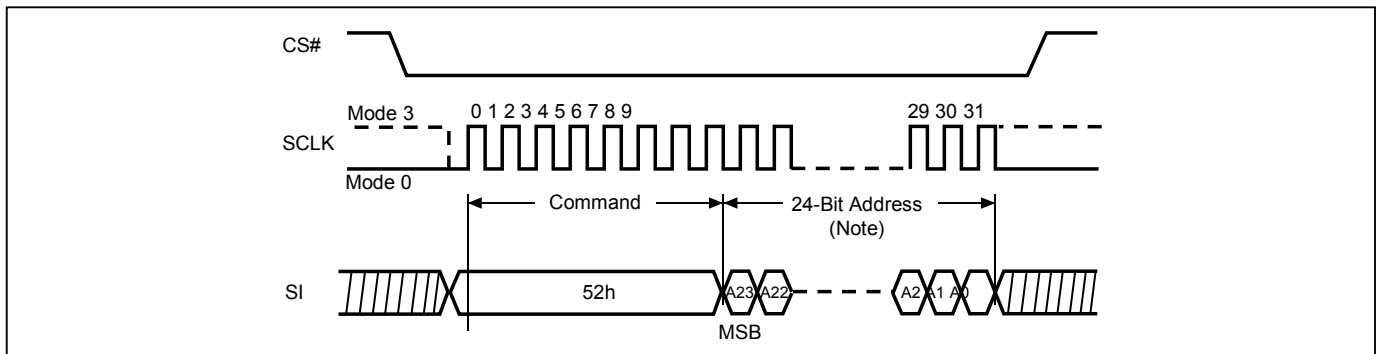 CS#
Mode 3
0 1 2 3 4 5 6 7 8 9
29 30 31
SCLK
Mode 0
Command
24-Bit Address
(Note)
SI
52h
A23
A22
A2
A1
A0
MSB